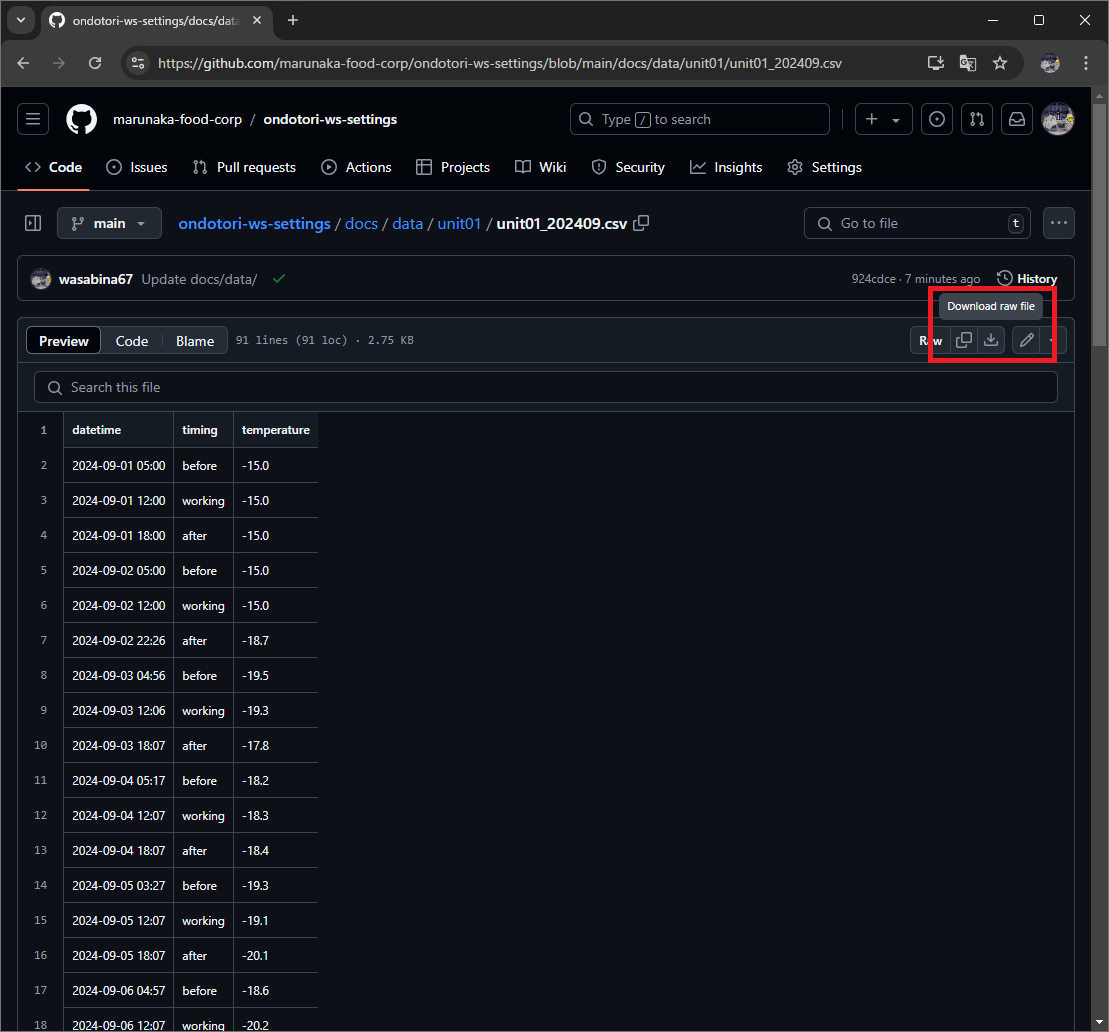 ondotori-ws-settings/docs/data
https://github.com/marunaka-food-corp/ondotori-ws-settings/blob/main/docs/data/unit01/unit01_202409.csv
marunaka-food-corp / ondotori-ws-settings Type / to search
Code Issues Pull requests Actions Projects Wiki Security Insights Settings
main ondotori-ws-settings / docs / data / unit01 / unit01_202409.csv Go to file t
wasabina67 Update docs/data/ 924cdce · 7 minutes ago History
Download raw file
Preview Code Blame 91 lines (91 loc) · 2.75 KB Raw
Search this file
1 datetime timing temperature
2 2024-09-01 05:00 before -15.0
3 2024-09-01 12:00 working -15.0
4 2024-09-01 18:00 after -15.0
5 2024-09-02 05:00 before -15.0
6 2024-09-02 12:00 working -15.0
7 2024-09-02 22:26 after -18.7
8 2024-09-03 04:56 before -19.5
9 2024-09-03 12:06 working -19.3
10 2024-09-03 18:07 after -17.8
11 2024-09-04 05:17 before -18.2
12 2024-09-04 12:07 working -18.3
13 2024-09-04 18:07 after -18.4
14 2024-09-05 03:27 before -19.3
15 2024-09-05 12:07 working -19.1
16 2024-09-05 18:07 after -20.1
17 2024-09-06 04:57 before -18.6
18 2024-09-06 12:07 working -20.2